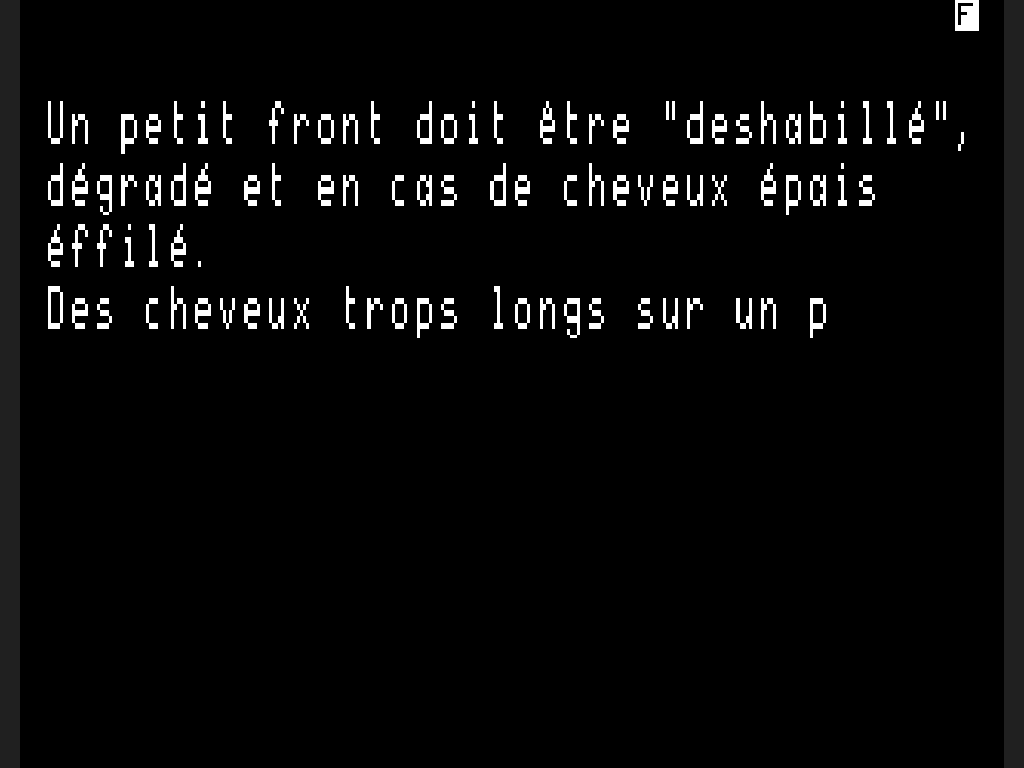 F
Un petit front doit être "deshabillé",
dégradé et en cas de cheveux épais
éffilé.
Des cheveux trops longs sur un p